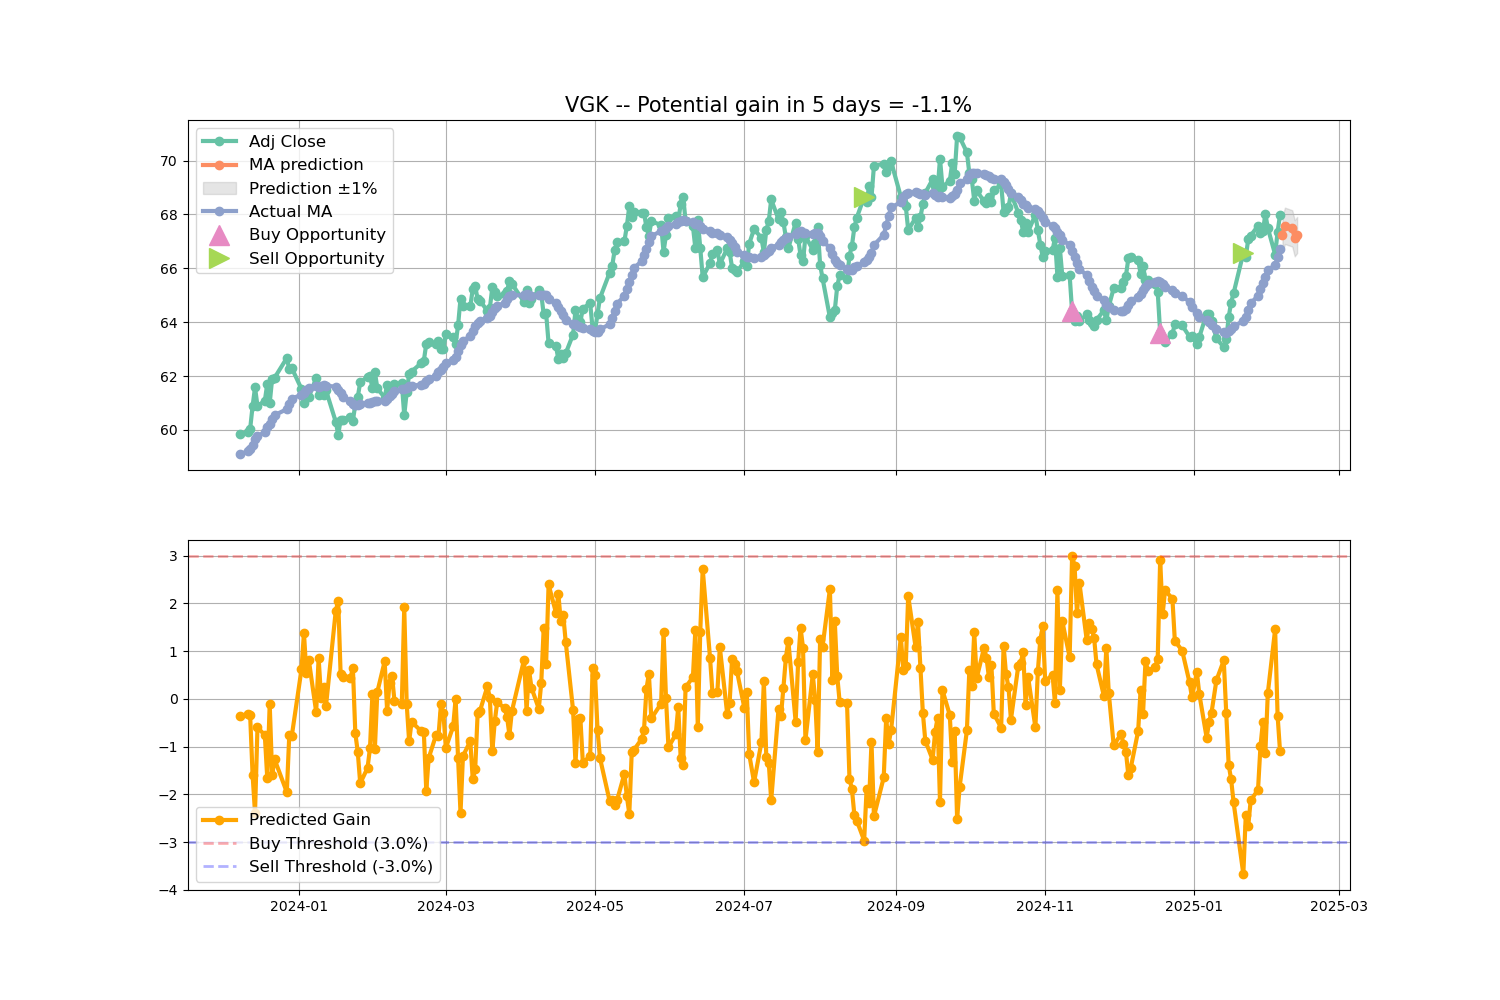 VGK -- Potential gain in 5 days = -1.1%
Adj Close
MA prediction
Prediction ±1%
Actual MA
Buy Opportunity
Sell Opportunity
70
68
66
64
62
60
3
2
1
0
−1
−2
−3
−4
Predicted Gain
Buy Threshold (3.0%)
Sell Threshold (-3.0%)
2024-01
2024-03
2024-05
2024-07
2024-09
2024-11
2025-01
2025-03